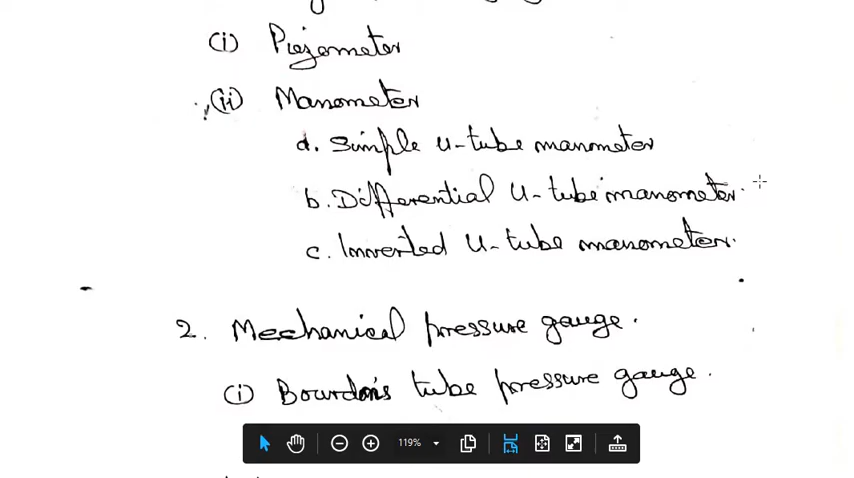 (i) Piezometer
(ii) Manometer
a. Simple U-tube manometer
b. Differential U-tube manometer.
c. Inverted U-tube manometer.
2. Mechanical pressure gauge.
(i) Bourdon's tube pressure gauge.
119%